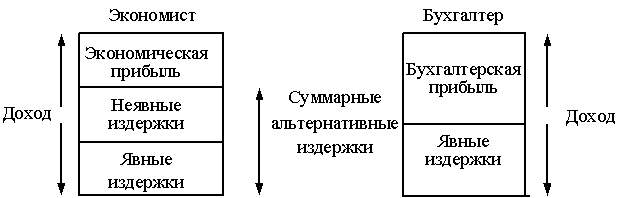 Экономист
Бухгалтер
Экономическая
прибыль
Неявные
издержки
Явные
издержки
Доход
Суммарные
альтернативные
издержки
Бухгалтерская
прибыль
Явные
издержки
Доход